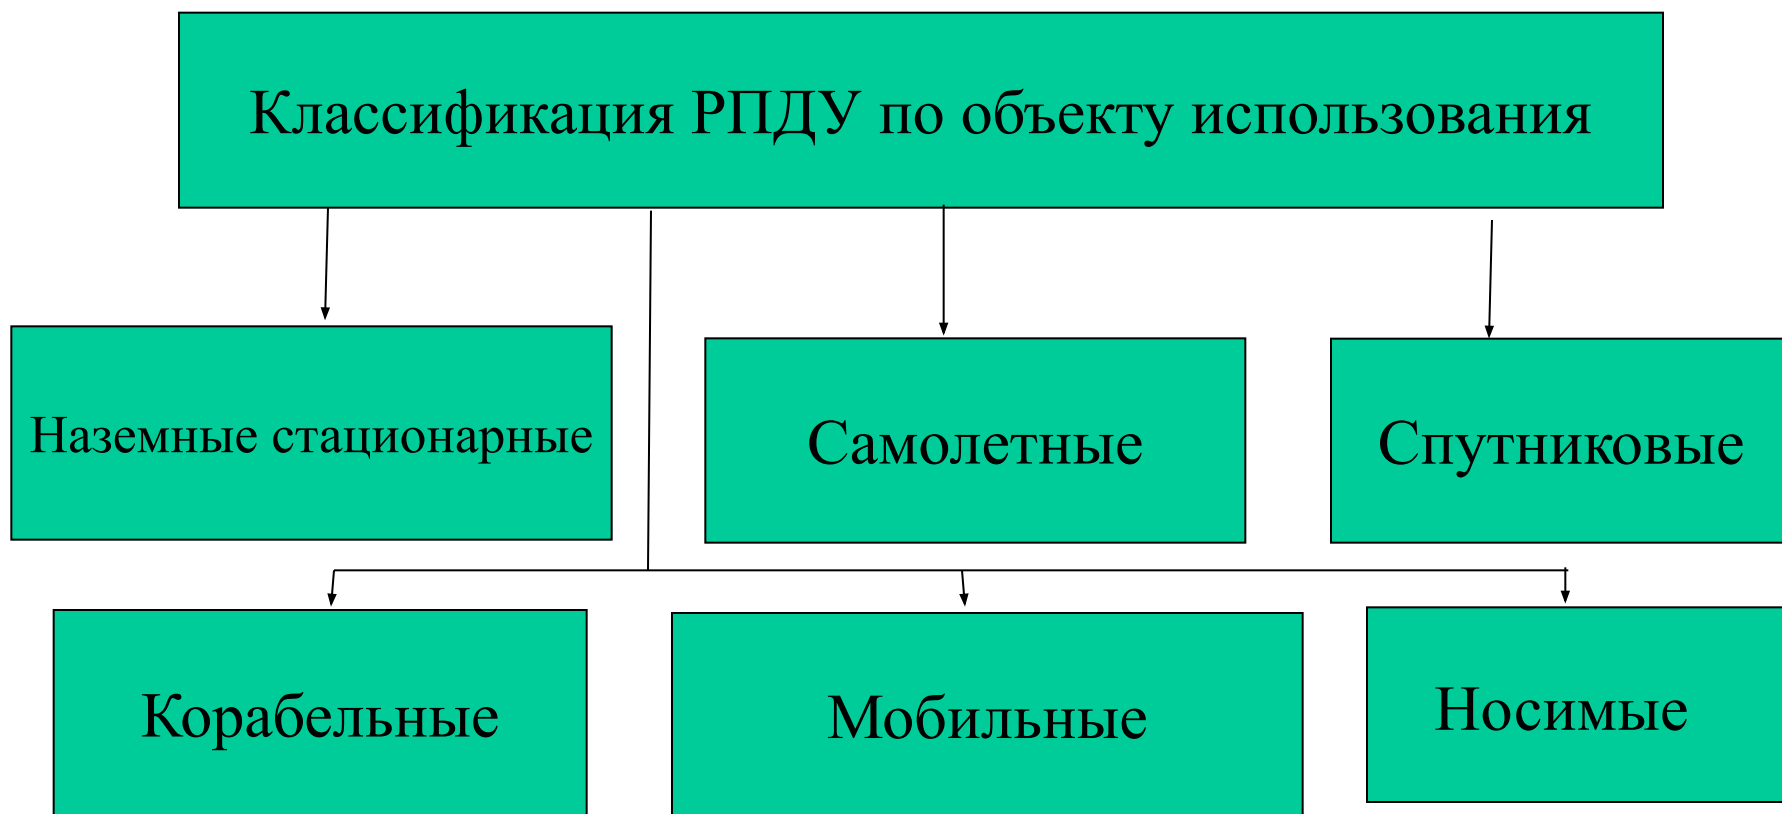 Классификация РПДУ по объекту использования
Наземные стационарные
Самолетные
Спутниковые
Корабельные
Мобильные
Носимые